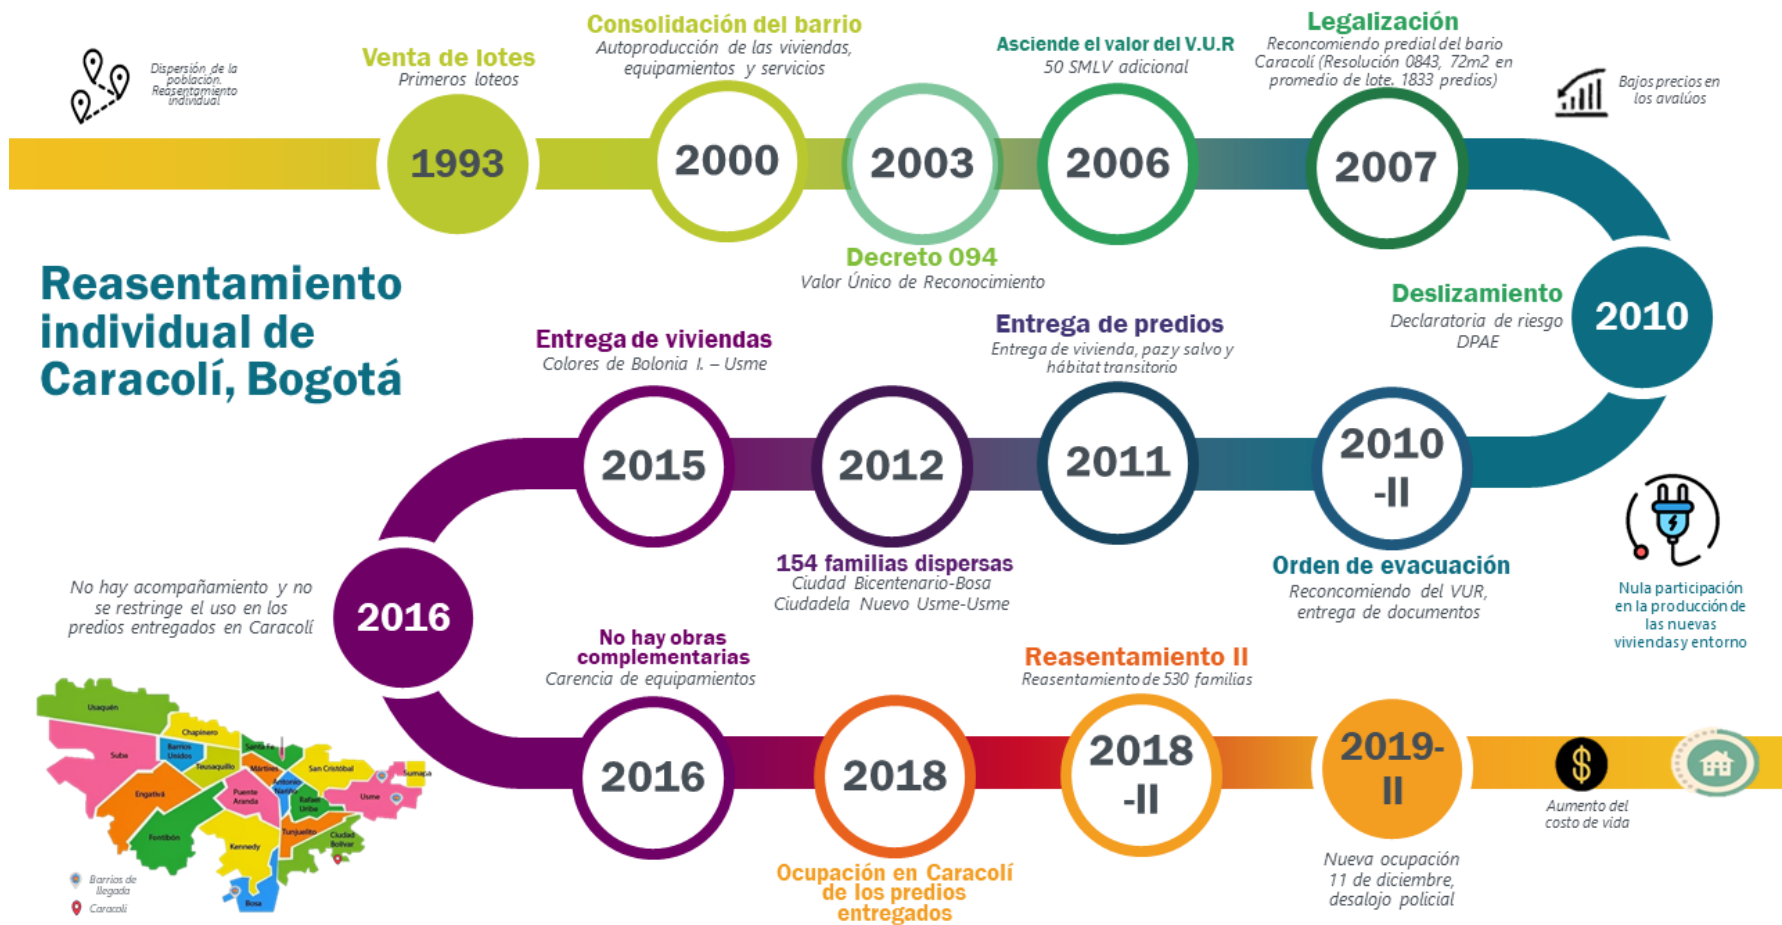 Dispersión de la
población.
Reasentamiento
individual
Venta de lotes
Primeros loteos
1993
Consolidación del barrio
Autoproducción de las viviendas,
equipamientos y servicios
2000
2003
Decreto 094
Valor Único de Reconocimiento
Asciende el valor del V.U.R
50 SMLV adicional
2006
Legalización
Reconcomiendo predial del bario
Caracolí (Resolución 0843, 72m2 en
promedio de lote. 1833 predios)
2007
Bajos precios en
los avalúos
Reasentamiento
individual de
Caracolí, Bogotá
Deslizamiento
Declaratoria de riesgo
DPAE
2010
2010
-II
Orden de evacuación
Reconcomiendo del VUR,
entrega de documentos
Entrega de predios
Entrega de vivienda, paz y salvo y
hábitat transitorio
2011
2012
154 familias dispersas
Ciudad Bicentenario-Bosa
Ciudadela Nuevo Usme-Usme
Entrega de viviendas
Colores de Bolonia I. – Usme
2015
Nula participación
en la producción de
las nuevas
viviendas y entorno
No hay acompañamiento y no
se restringe el uso en los
predios entregados en Caracolí
2016
No hay obras
complementarias
Carencia de equipamientos
2016
2018
Ocupación en Caracolí
de los predios
entregados
Reasentamiento II
Reasentamiento de 530 familias
2018
-II
2019-
II
Nueva ocupación
11 de diciembre,
desalojo policial
$
Aumento del
costo de vida
Usaquén
Chapinero
Suba
Barrios
Unidos
Santa Fe
Teusaquillo
Mártires
San Cristóbal
Sumapa
Engativá
Puente
Aranda
Antonio
Nariño
Rafael
Uribe
Usme
Fontibón
Kennedy
Tunjuelito
Ciudad
Bolívar
Bosa
Barrios de
llegada
Caracolí